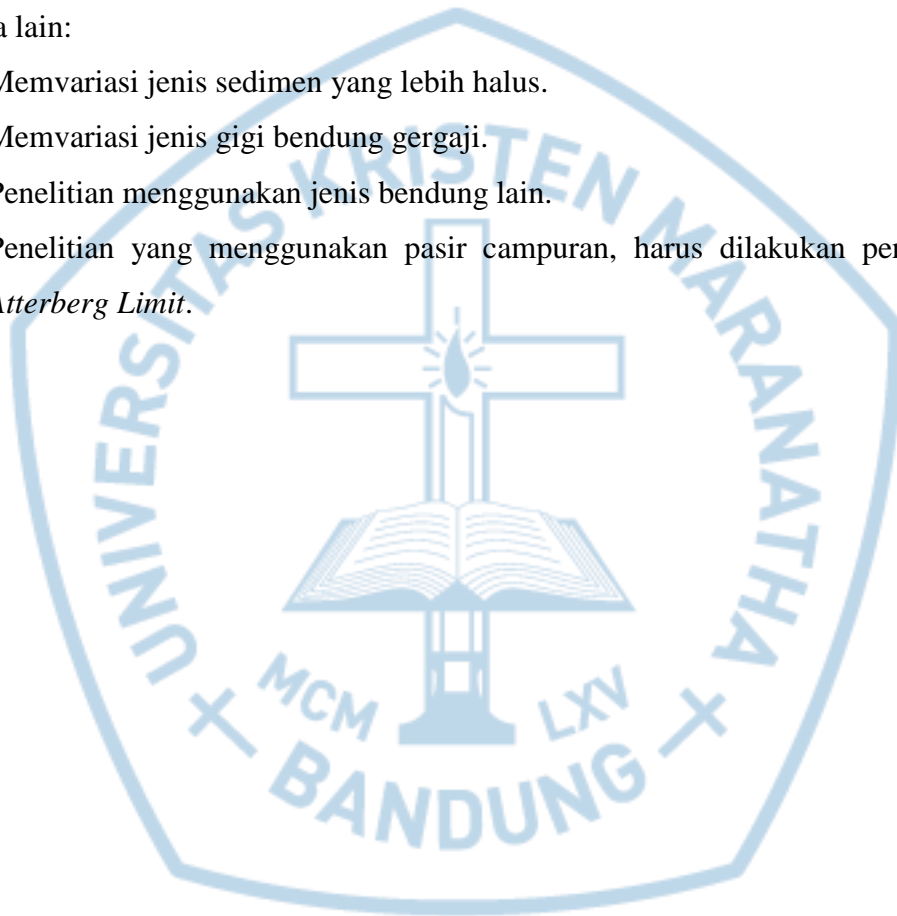 a lain:
Memvariasi jenis sedimen yang lebih halus.
Memvariasi jenis gigi bendung gergaji.
Penelitian menggunakan jenis bendung lain.
Penelitian yang menggunakan pasir campuran, harus dilakukan per
Atterberg Limit.
UNIVERSITAS KRISTEN MARANATHA
MCM LXV
BANDUNG